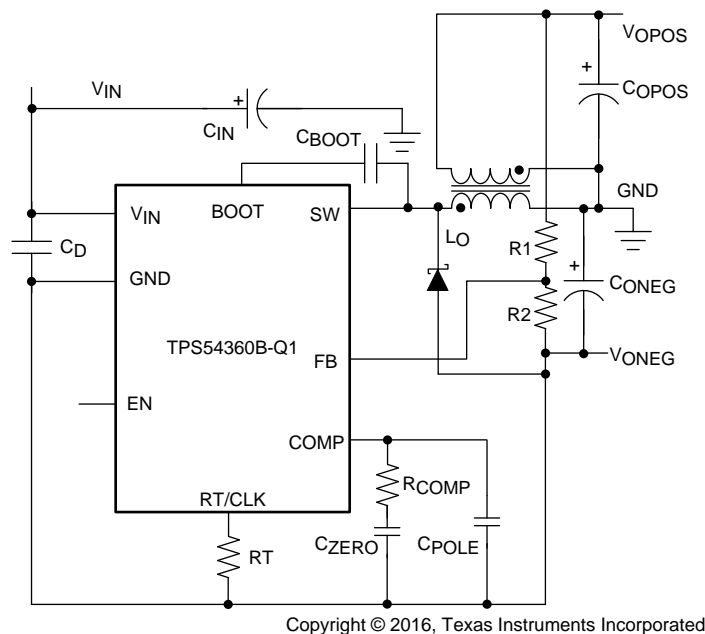 VOPOS
VIN
+
COPOS
+
CIN
CBOOT
GND
BOOT
VIN
SW
LO
CD
R1
+
GND
CONEG
R2
TPS54360B-Q1
FB
VONEG
EN
COMP
RCOMP
RT/CLK
CZERO
CPOLE
RT
Copyright © 2016, Texas Instruments Incorporated